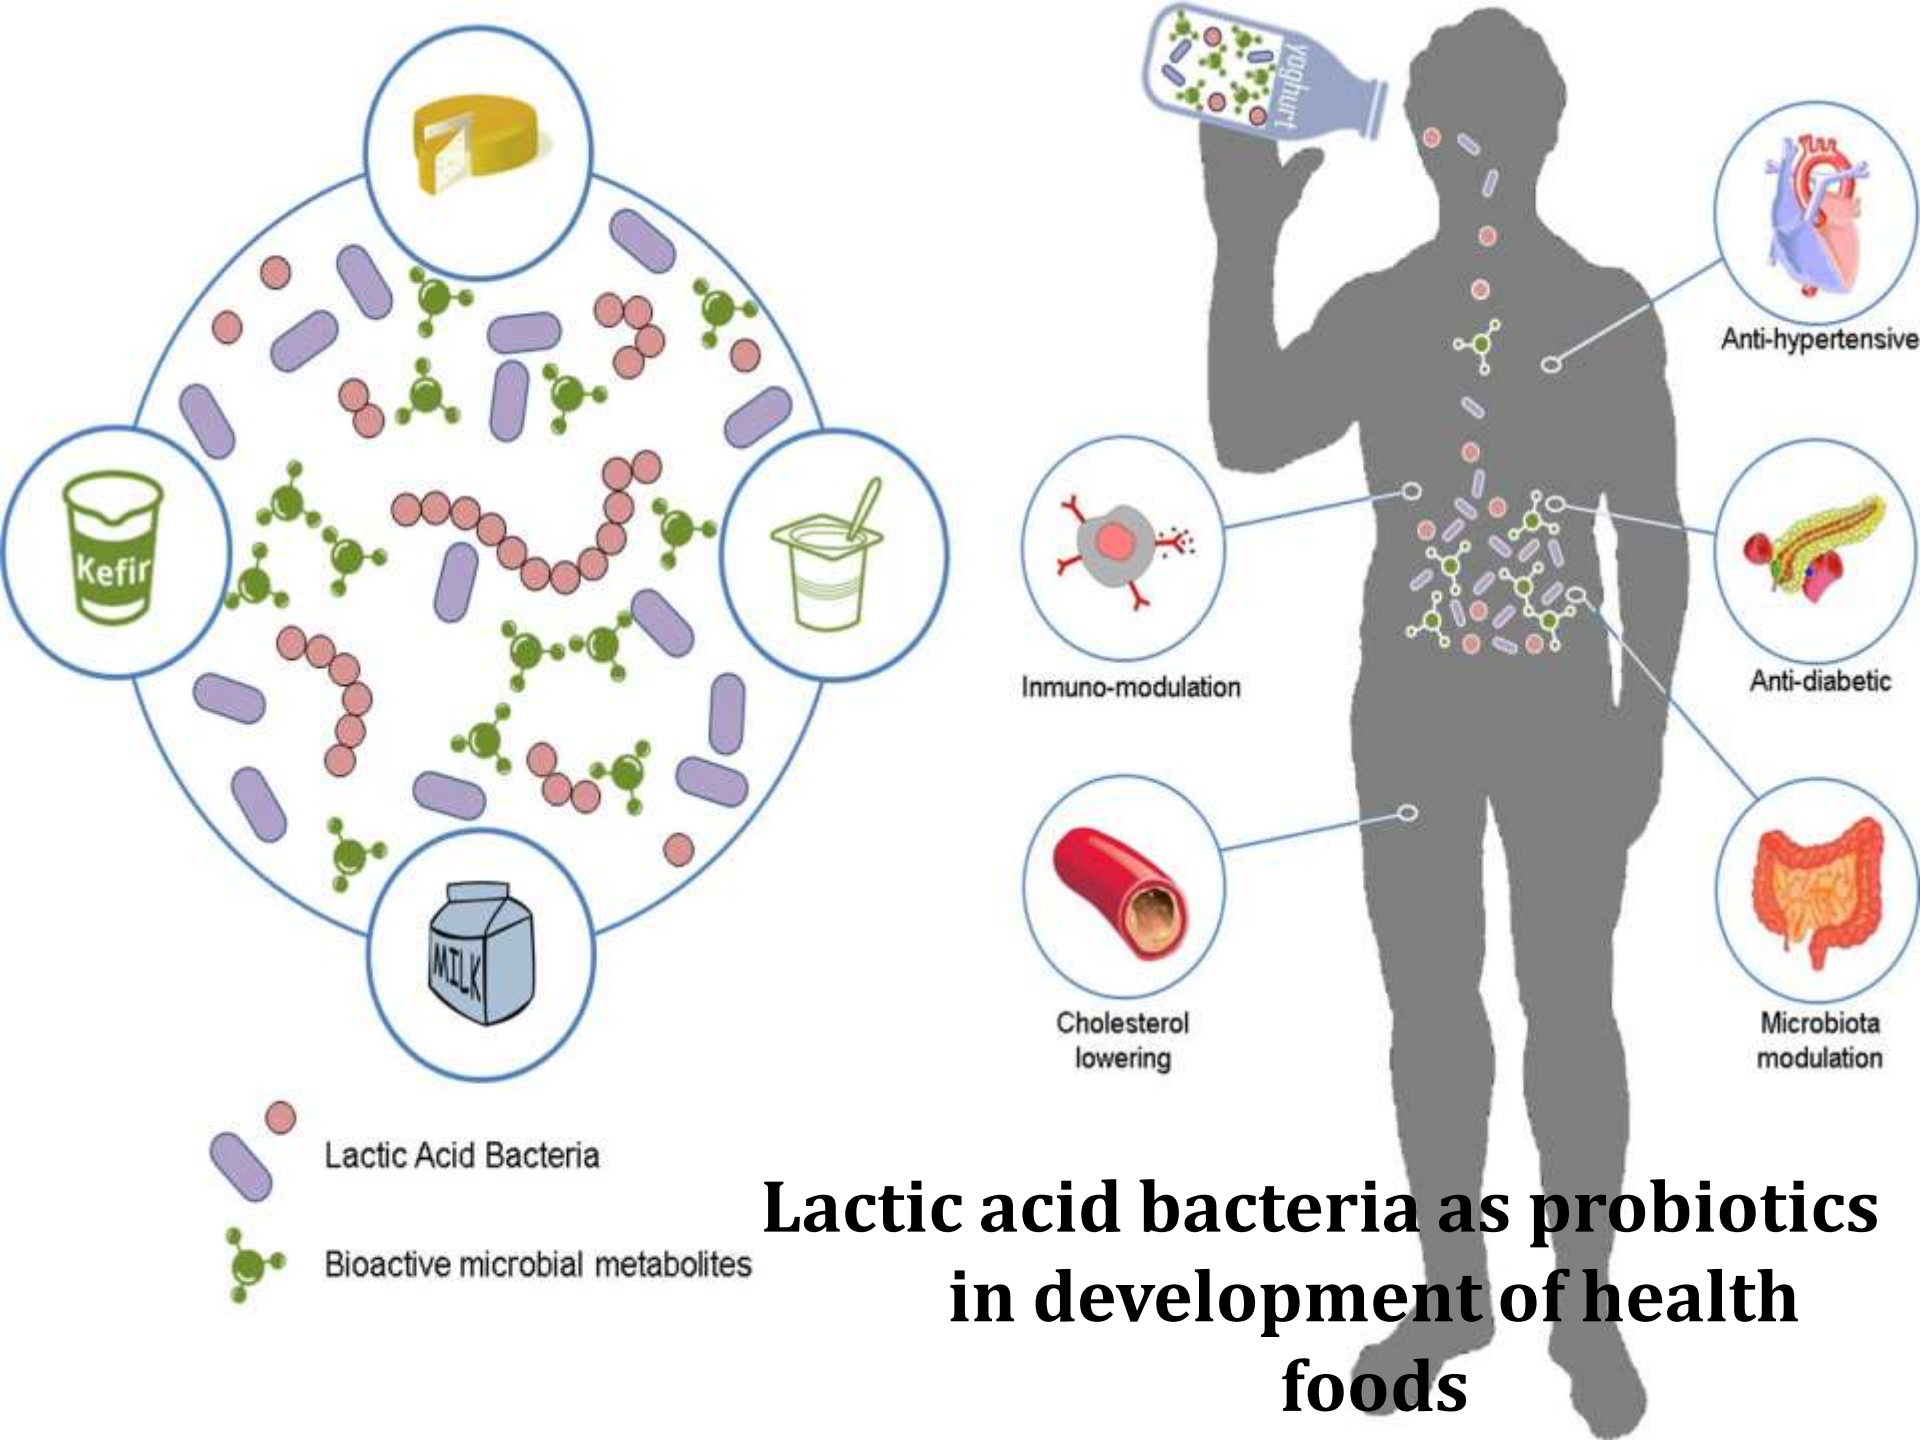 yoghurt
Kefir
MILK
Anti-hypertensive
Inmuno-modulation
Anti-diabetic
Cholesterol
lowering
Microbiota
modulation
Lactic Acid Bacteria
Bioactive microbial metabolites
Lactic acid bacteria as probiotics
in development of health
foods